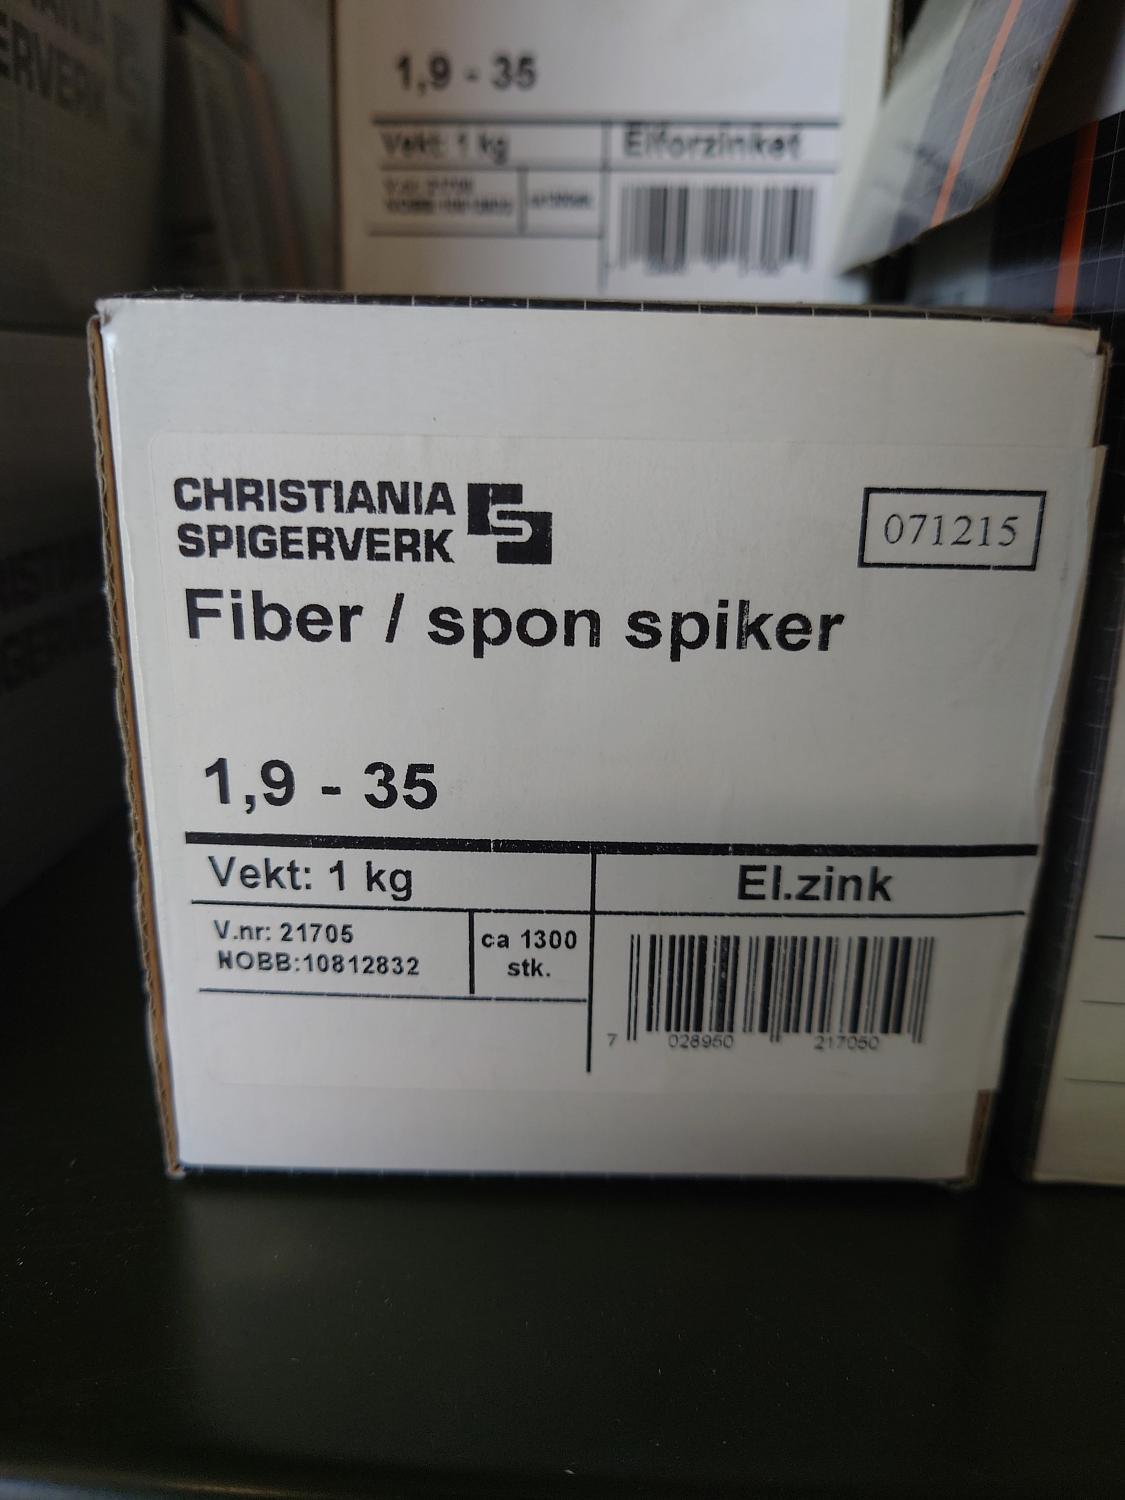 1,9 - 35
Vekt: 1 kg
Elforzinket
CHRISTIANIA
SPIGERVERK
071215
Fiber / spon spiker
1,9 - 35
Vekt: 1 kg
El.zink
V.nr: 21705
NOBB:10812832
ca 1300
stk.
7 028950 217050